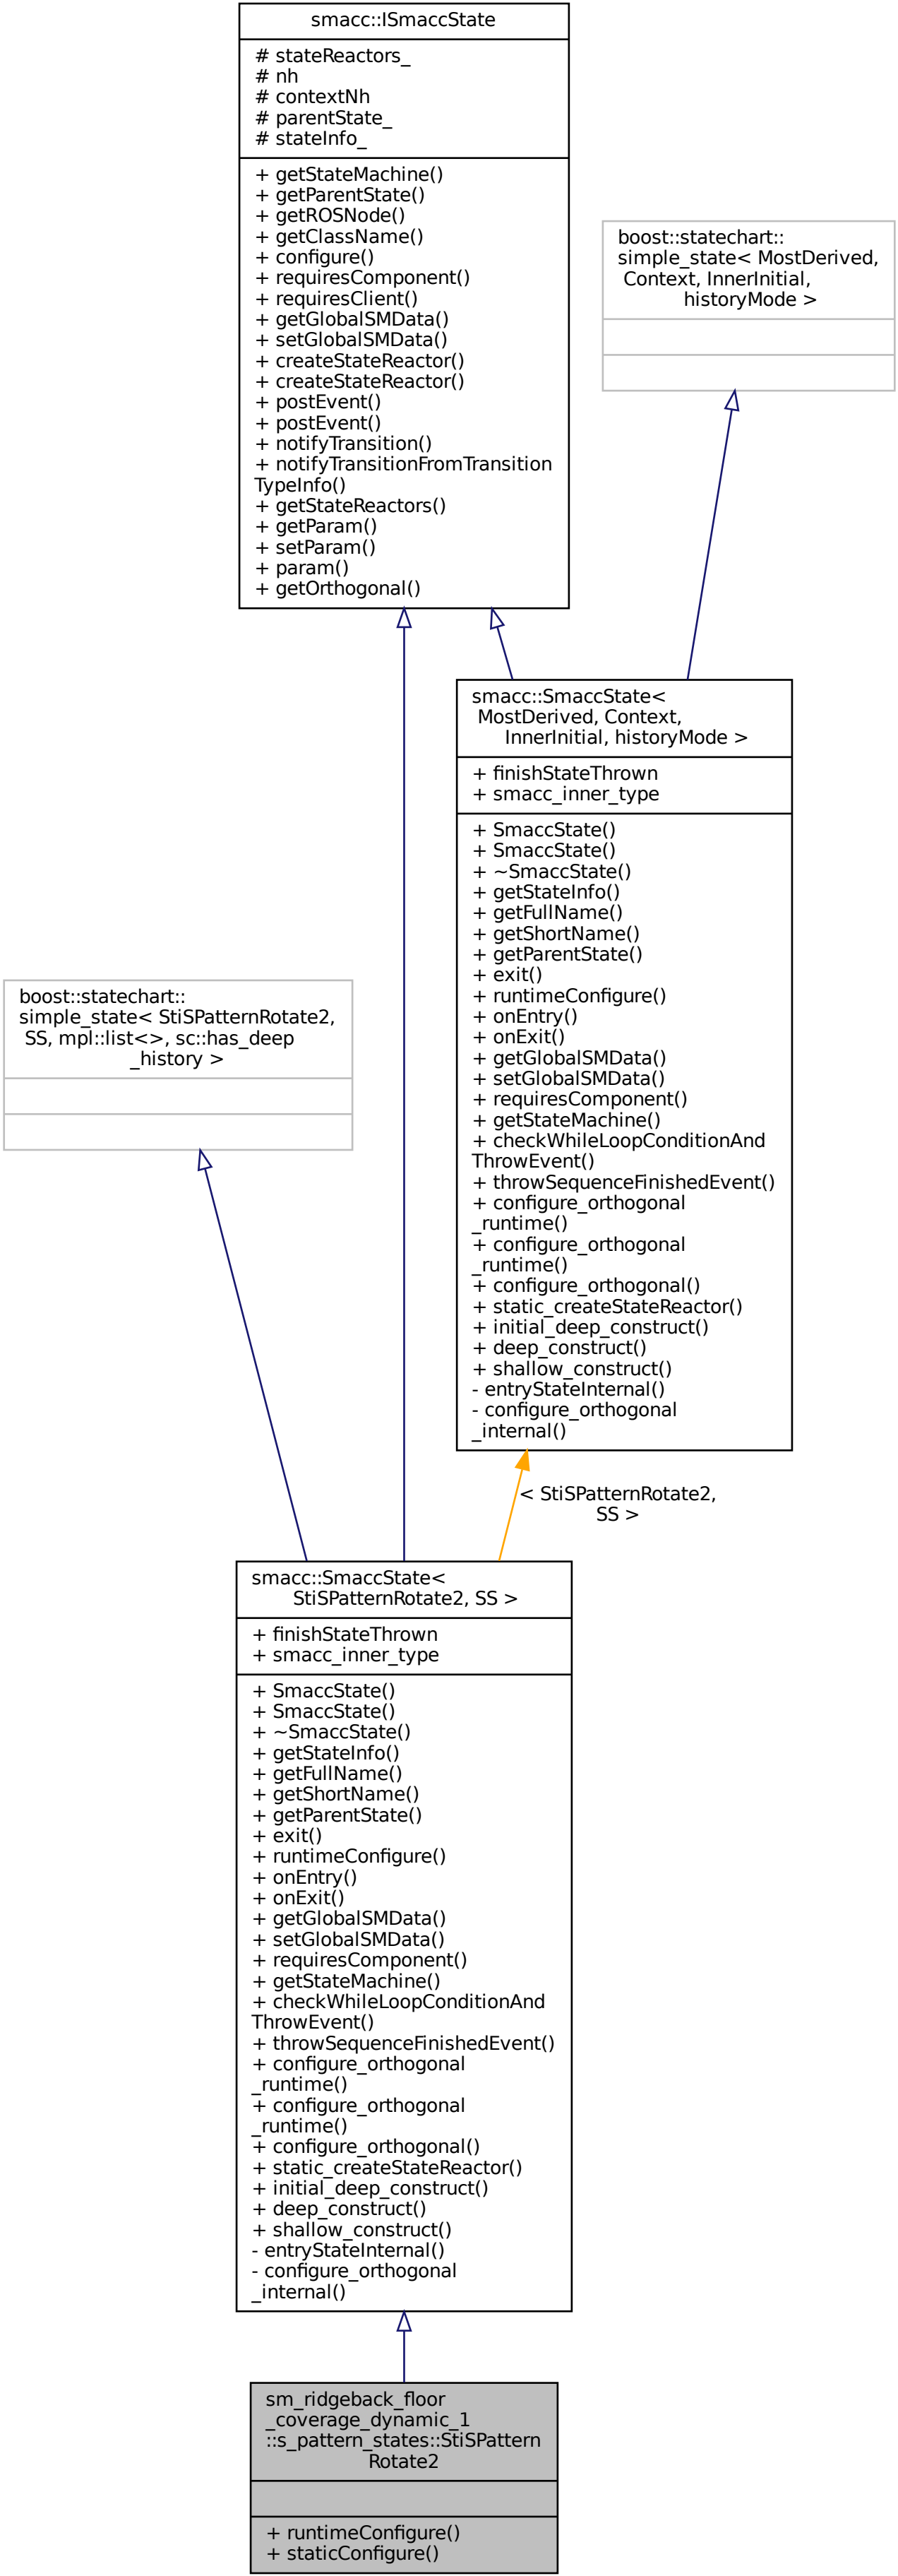 smacc::ISmaccState
# stateReactors_
# nh
# contextNh
# parentState_
# stateInfo_
+ getStateMachine()
+ getParentState()
+ getROSNode()
+ getClassName()
+ configure()
+ requiresComponent()
+ requiresClient()
+ getGlobalSMData()
+ setGlobalSMData()
+ createStateReactor()
+ createStateReactor()
+ postEvent()
+ postEvent()
+ notifyTransition()
+ notifyTransitionFromTransition
TypeInfo()
+ getStateReactors()
+ getParam()
+ setParam()
+ param()
+ getOrthogonal()
boost::statechart::
simple_state< MostDerived,
Context, InnerInitial,
historyMode >
smacc::SmaccState<
MostDerived, Context,
InnerInitial, historyMode >
+ finishStateThrown
+ smacc_inner_type
+ SmaccState()
+ SmaccState()
+ ~SmaccState()
+ getStateInfo()
+ getFullName()
+ getShortName()
+ getParentState()
+ exit()
+ runtimeConfigure()
+ onEntry()
+ onExit()
+ getGlobalSMData()
+ setGlobalSMData()
+ requiresComponent()
+ getStateMachine()
+ checkWhileLoopConditionAnd
ThrowEvent()
+ throwSequenceFinishedEvent()
+ configure_orthogonal
_runtime()
+ configure_orthogonal
_runtime()
+ configure_orthogonal()
+ static_createStateReactor()
+ initial_deep_construct()
+ deep_construct()
+ shallow_construct()
- entryStateInternal()
- configure_orthogonal
_internal()
boost::statechart::
simple_state< StiSPatternRotate2,
SS, mpl::list<>, sc::has_deep
_history >
< StiSPatternRotate2,
SS >
smacc::SmaccState<
StiSPatternRotate2, SS >
+ finishStateThrown
+ smacc_inner_type
+ SmaccState()
+ SmaccState()
+ ~SmaccState()
+ getStateInfo()
+ getFullName()
+ getShortName()
+ getParentState()
+ exit()
+ runtimeConfigure()
+ onEntry()
+ onExit()
+ getGlobalSMData()
+ setGlobalSMData()
+ requiresComponent()
+ getStateMachine()
+ checkWhileLoopConditionAnd
ThrowEvent()
+ throwSequenceFinishedEvent()
+ configure_orthogonal
_runtime()
+ configure_orthogonal
_runtime()
+ configure_orthogonal()
+ static_createStateReactor()
+ initial_deep_construct()
+ deep_construct()
+ shallow_construct()
- entryStateInternal()
- configure_orthogonal
_internal()
sm_ridgeback_floor
_coverage_dynamic_1
::s_pattern_states::StiSPattern
Rotate2
+ runtimeConfigure()
+ staticConfigure()